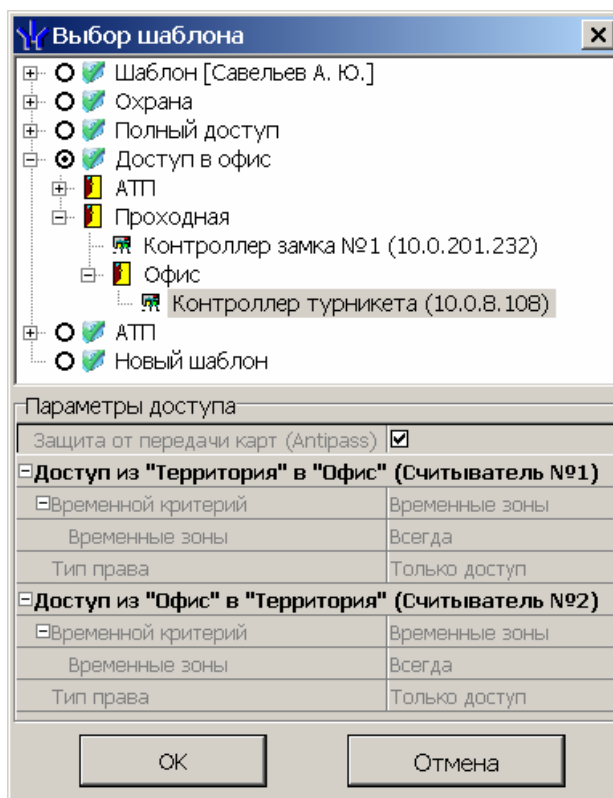 Выбор шаблона
Шаблон [Савельев А. Ю.]
Охрана
Полный доступ
Доступ в офис
АТП
Проходная
Контроллер замка №1 (10.0.201.232)
Офис
Контроллер турникета (10.0.8.108)
АТП
Новый шаблон
Параметры доступа
Защита от передачи карт (Antipass)
Доступ из "Территория" в "Офис" (Считыватель №1)
Временной критерий Временные зоны
Временные зоны Всегда
Тип права Только доступ
Доступ из "Офис" в "Территория" (Считыватель №2)
Временной критерий Временные зоны
Временные зоны Всегда
Тип права Только доступ
OK Отмена